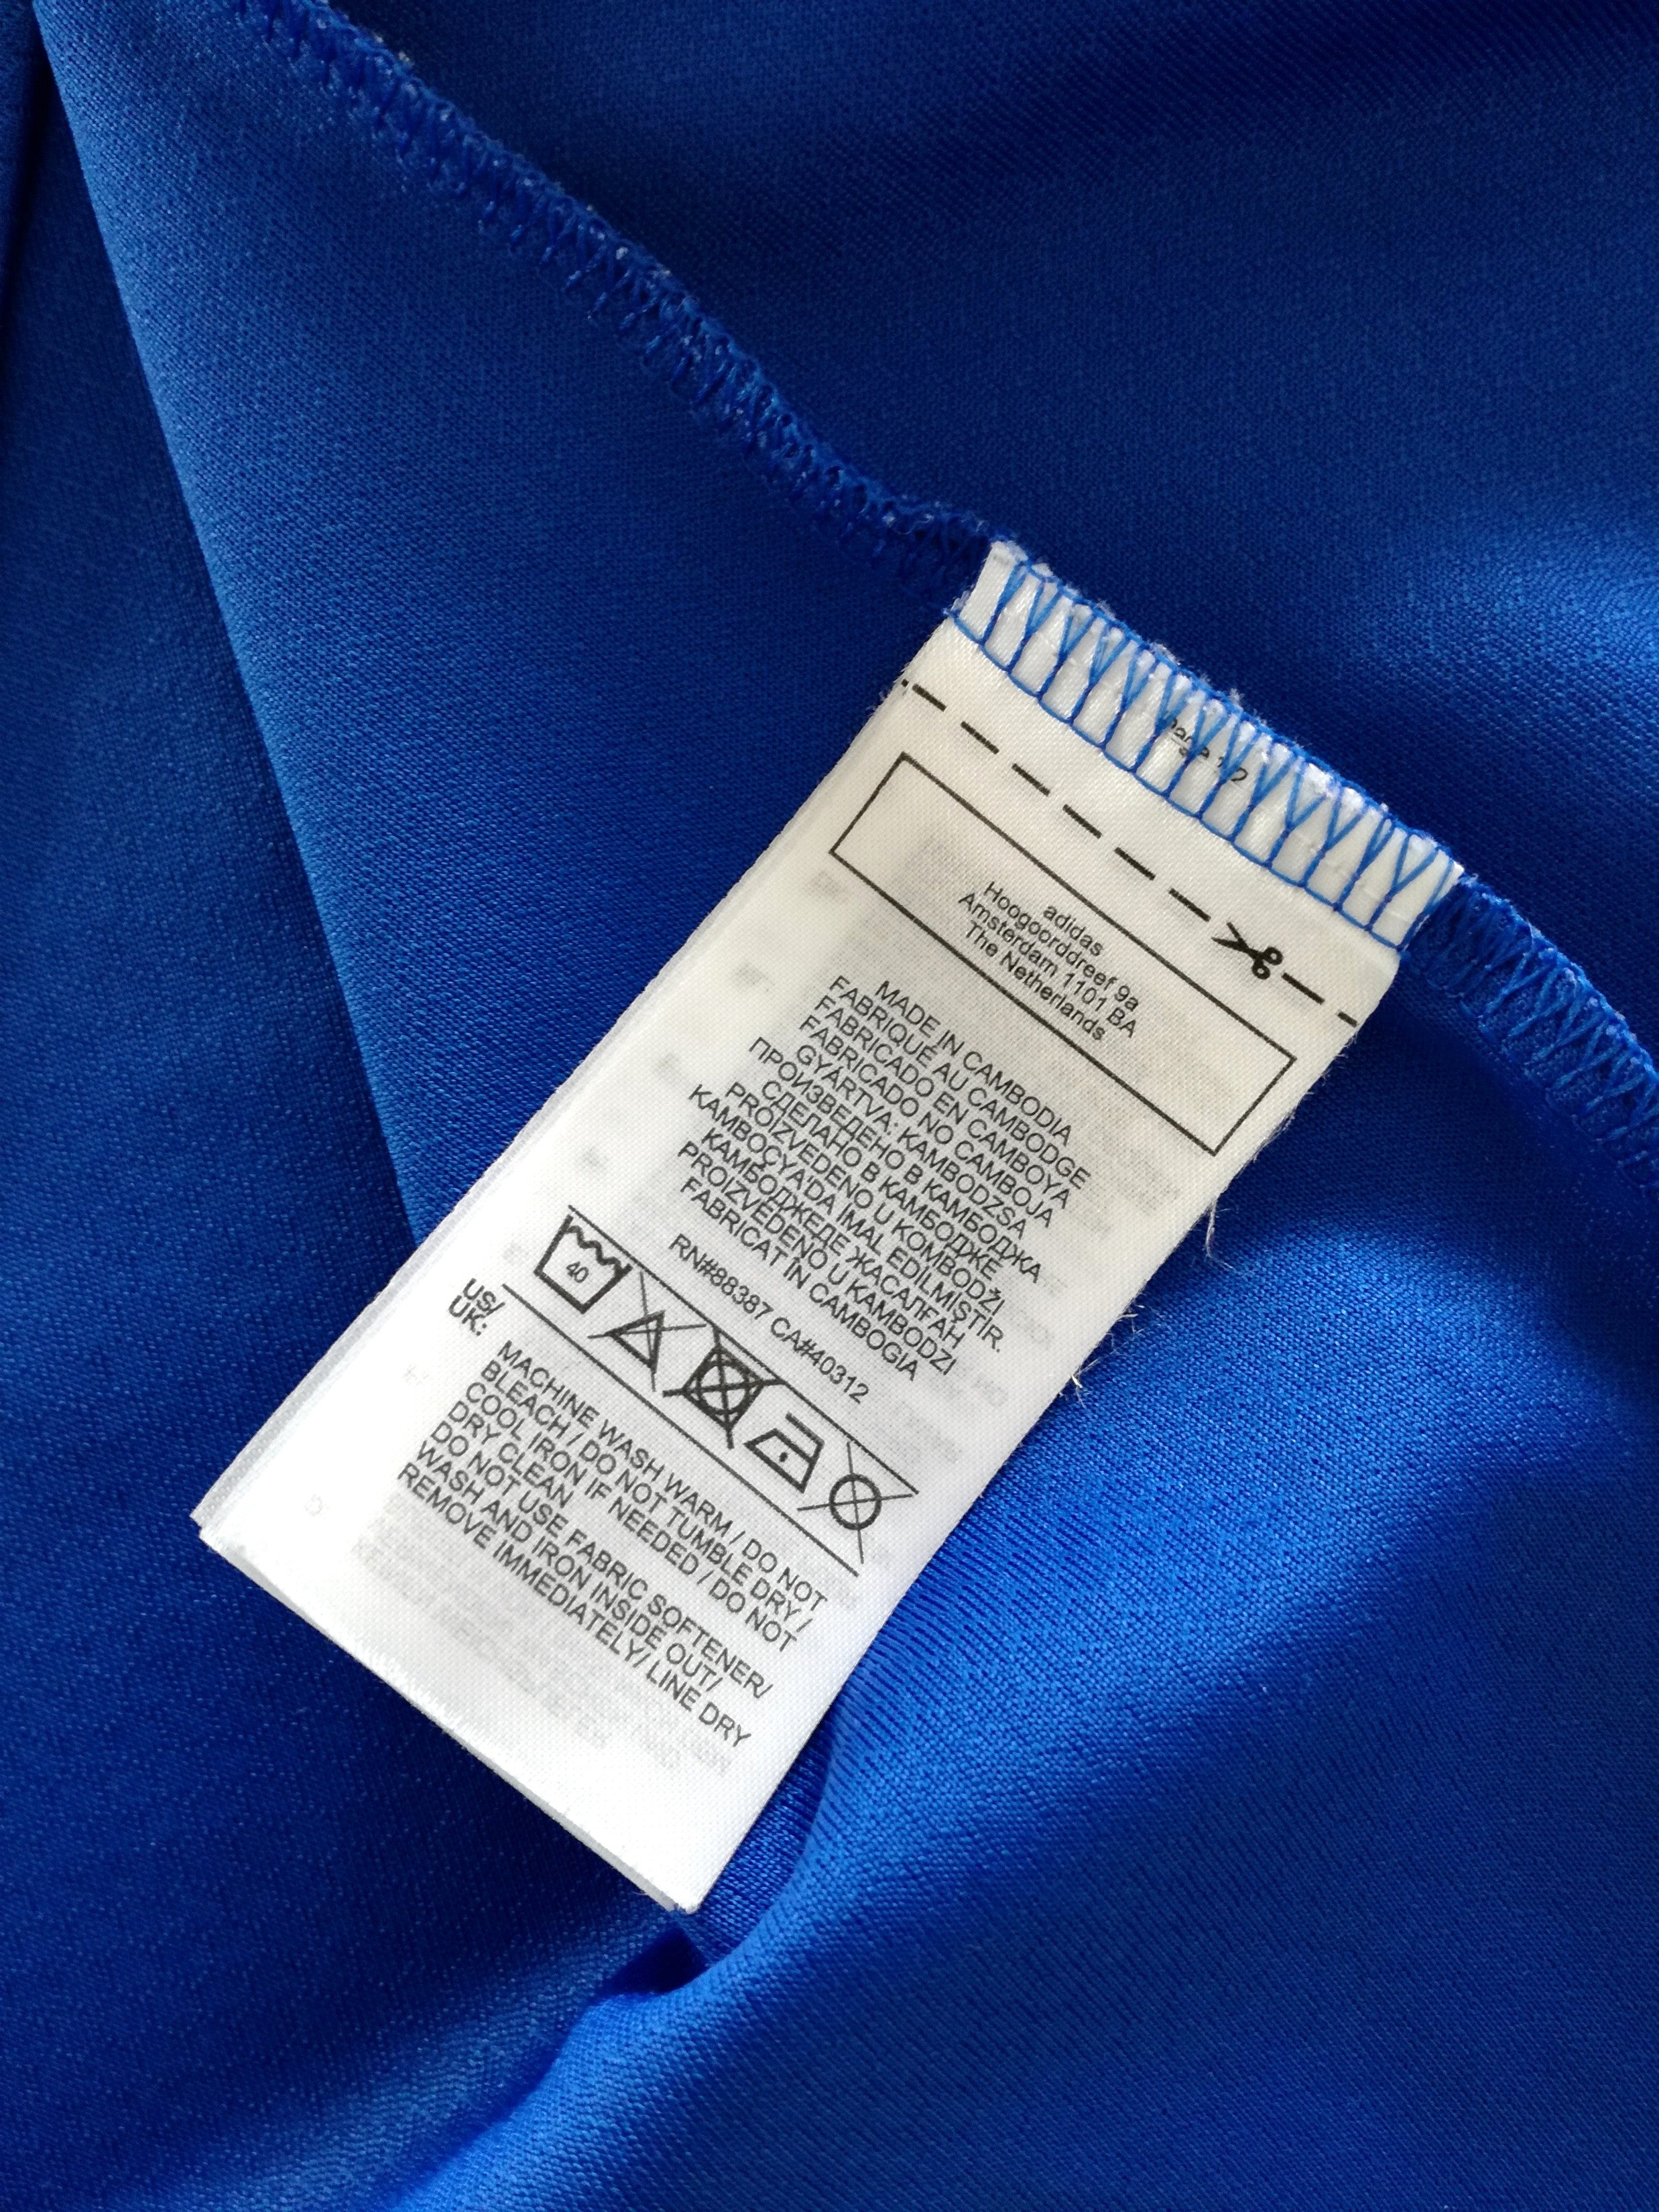 adidas
Hoogoorddreef 9a
Amsterdam 1101 BA
The Netherlands
MADE IN CAMBODIA
FABRIQUÉ AU CAMBODGE
FABRICADO EN CAMBOYA
FABRICADO NO CAMBOJA
GYÁRTVA: KAMBODZSA
ПРОИЗВЕДЕНО В КАМБОДЖА
СДЕЛАНО В КАМБОДЖЕ
PROIZVEDENO U KOMBODŽI
KAMBOÇYA'DA İMAL EDİLMİŞTİR.
КАМБОДЖЕДЕ ЖАСАЛҒАН
PROIZVEDENO U KAMBODZI
FABRICAT IN CAMBOGIA
RN#88387 CA#40312
40
US/
UK:
MACHINE WASH WARM / DO NOT
BLEACH / DO NOT TUMBLE DRY /
COOL IRON IF NEEDED / DO NOT
DRY CLEAN
DO NOT USE FABRIC SOFTENER/
WASH AND IRON INSIDE OUT/
REMOVE IMMEDIATELY/ LINE DRY